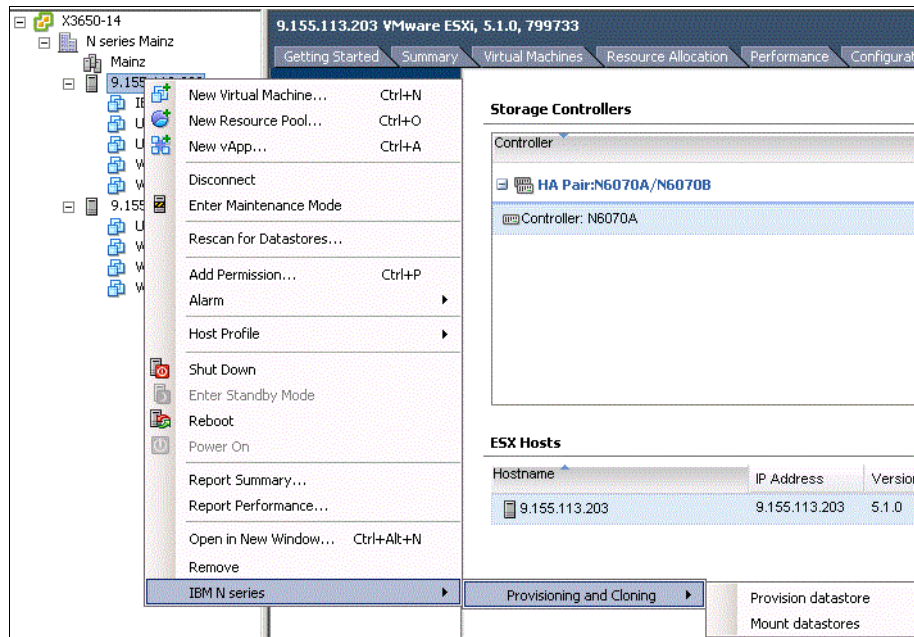 X3650-14
N series Mainz
Mainz
9.155
9.155
New Virtual Machine... Ctrl+N
New Resource Pool... Ctrl+O
New vApp... Ctrl+A
Disconnect
Enter Maintenance Mode
Rescan for Datastores...
Add Permission... Ctrl+P
Alarm
Host Profile
Shut Down
Enter Standby Mode
Reboot
Power On
Report Summary...
Report Performance...
Open in New Window... Ctrl+Alt+N
Remove
IBM N series
Provisioning and Cloning
Provision datastore
Mount datastores
9.155.113.203 VMware ESXi, 5.1.0, 799733
Getting Started Summary Virtual Machines Resource Allocation Performance Configurat
Storage Controllers
Controller
HA Pair:N6070A/N6070B
Controller: N6070A
ESX Hosts
Hostname IP Address Version
9.155.113.203 9.155.113.203 5.1.0